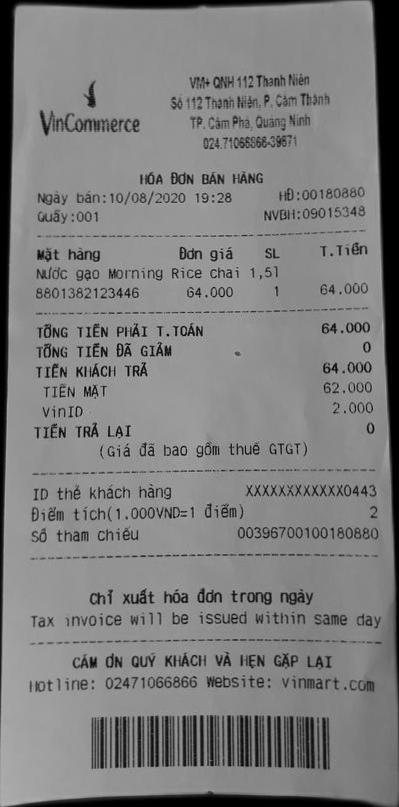 VinCommerce
VM+ QNH 112 Thanh Niên
Số 112 Thanh Niên, P. Cẩm Thành
TP. Cẩm Phả, Quảng Ninh
024.71066866-39671
HÓA ĐƠN BÁN HÀNG
Ngày bán:10/08/2020 19:28 HĐ:00180880
Quầy:001 NVBH:09015348
Mặt hàng Đơn giá SL T.Tiền
Nước gạo Morning Rice chai 1,5l
8801382123446 64.000 1 64.000
TỔNG TIỀN PHẢI T.TOÁN 64.000
TỔNG TIỀN ĐÃ GIẢM 0
TIỀN KHÁCH TRẢ 64.000
TIỀN MẶT 62.000
VinID 2.000
TIỀN TRẢ LẠI 0
(Giá đã bao gồm thuế GTGT)
ID thẻ khách hàng XXXXXXXXXXXX0443
Điểm tích(1.000VND=1 điểm) 2
Số tham chiếu 00396700100180880
Chỉ xuất hóa đơn trong ngày
Tax invoice will be issued within same day
CẢM ƠN QUÝ KHÁCH VÀ HẸN GẶP LẠI
Hotline: 02471066866 Website: vinmart.com